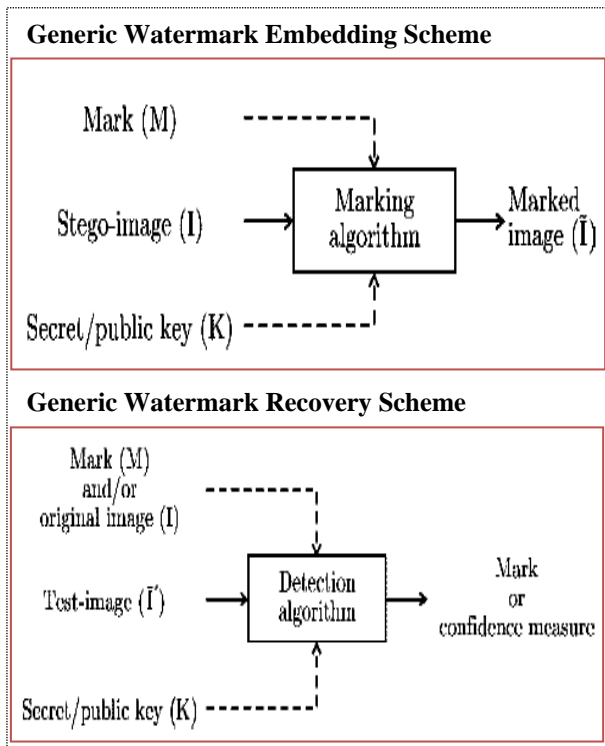 Generic Watermark Embedding Scheme
Mark (M)
Stego-image (I)
Secret/public key (K)
Marking
algorithm
Marked
image (Ĩ)
Generic Watermark Recovery Scheme
Mark (M)
and/or
original image (I)
Test-image (Ĩ′)
Secret/public key (K)
Detection
algorithm
Mark
or
confidence measure